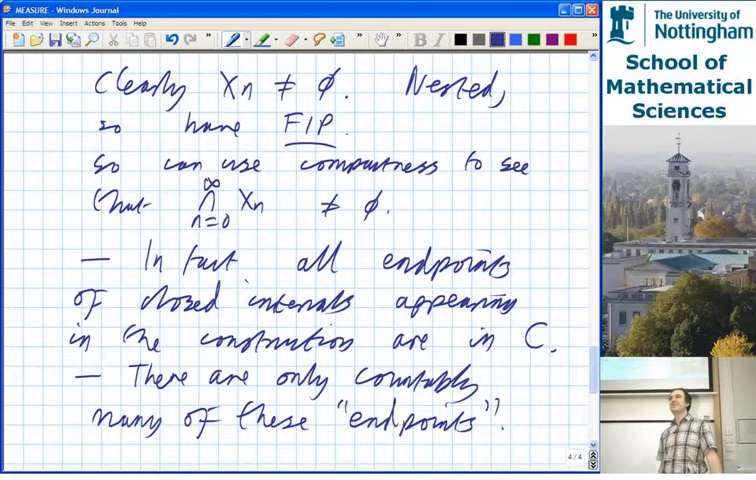 MEASURE - Windows Journal
File Edit View Insert Actions Tools Help
B I
Clearly Xn ≠ ϕ. Nested,
so have FIP.
so can use compactness to see
that ∞ ∩ n=0 Xn ≠ ϕ.
— In fact all endpoints
of closed intervals appearing
in the construction are in C.
— There are only countably
many of these "endpoints".
4/4
The University of
Nottingham
School of
Mathematical
Sciences